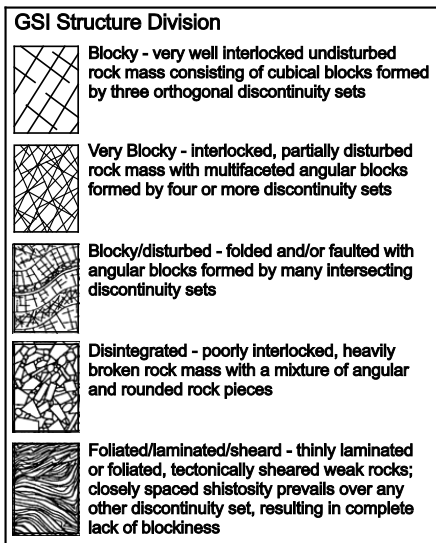 GSI Structure Division
Blocky - very well interlocked undisturbed
rock mass consisting of cubical blocks formed
by three orthogonal discontinuity sets
Very Blocky - interlocked, partially disturbed
rock mass with multifaceted angular blocks
formed by four or more discontinuity sets
Blocky/disturbed - folded and/or faulted with
angular blocks formed by many intersecting
discontinuity sets
Disintegrated - poorly interlocked, heavily
broken rock mass with a mixture of angular
and rounded rock pieces
Foliated/laminated/sheard - thinly laminated
or foliated, tectonically sheared weak rocks;
closely spaced shistosity prevails over any
other discontinuity set, resulting in complete
lack of blockiness